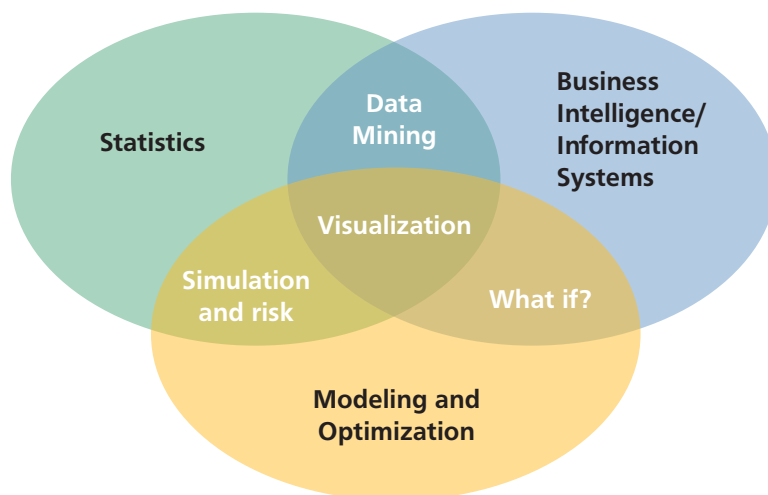 Statistics
Data
Mining
Business
Intelligence/
Information
Systems
Visualization
Simulation
and risk
What if?
Modeling and
Optimization